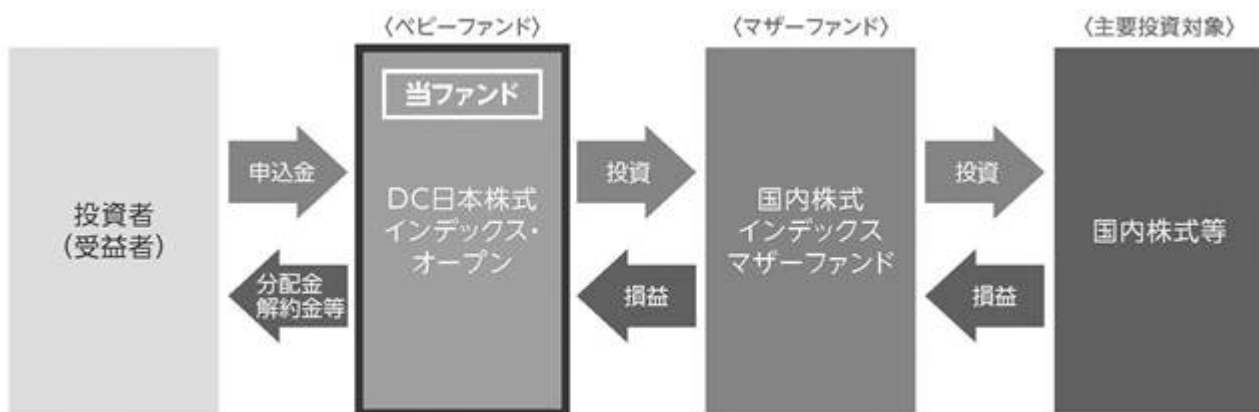 〈ベビーファンド〉
〈マザーファンド〉
〈主要投資対象〉
投資者
(受益者)
申込金
分配金
解約金等
当ファンド
DC日本株式
インデックス・
オープン
投資
損益
国内株式
インデックス
マザーファンド
投資
損益
国内株式等